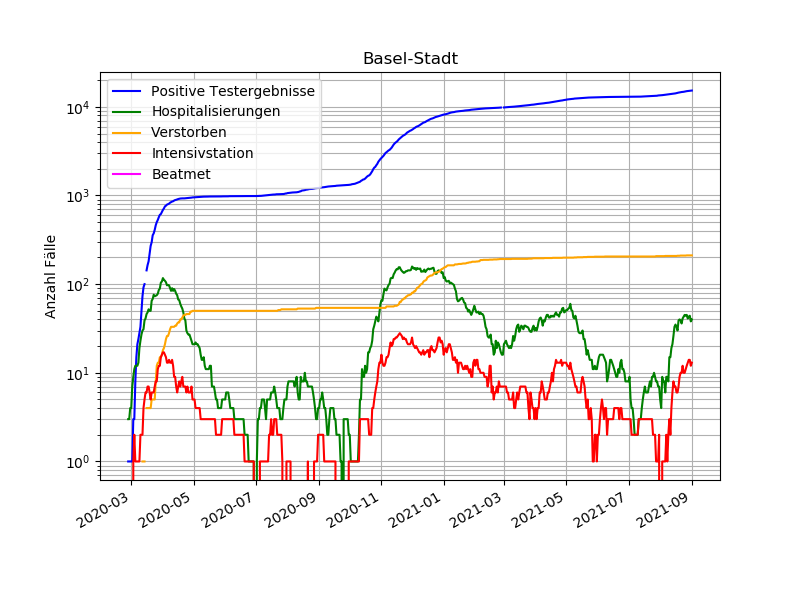 Basel-Stadt
Positive Testergebnisse
Hospitalisierungen
Verstorben
Intensivstation
Beatmet
Anzahl Fälle
10⁴
10³
10²
10¹
10⁰
2020-03
2020-05
2020-07
2020-09
2020-11
2021-01
2021-03
2021-05
2021-07
2021-09